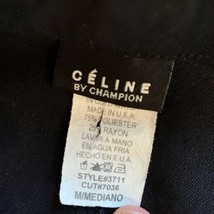 CÉLINE
BY CHAMPION
MADE IN U.S.A.
75% POLYESTER
25% RAYON
LAVAR A MANO
EN AGUA FRIA
HECHO EN E.U.A.
STYLE#3711
CUT#7036
M/MEDIANO